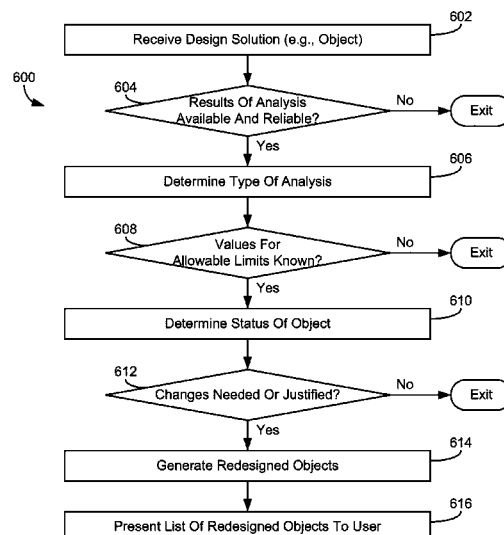 602
Receive Design Solution (e.g., Object)
600
604
Results Of Analysis
Available And Reliable?
No
Exit
Yes
606
Determine Type Of Analysis
608
Values For
Allowable Limits Known?
No
Exit
Yes
610
Determine Status Of Object
612
Changes Needed Or Justified?
No
Exit
Yes
614
Generate Redesigned Objects
616
Present List Of Redesigned Objects To User